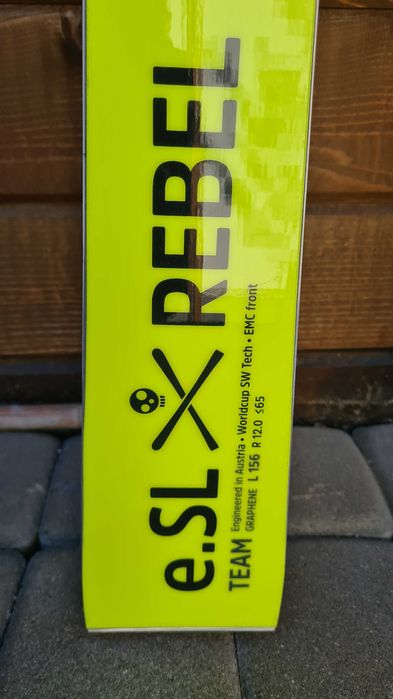 e.SL REBEL
TEAM Engineered in Austria • Worldcup SW Tech • EMC front
GRAPHENE L 156 R 12.0 ≤65